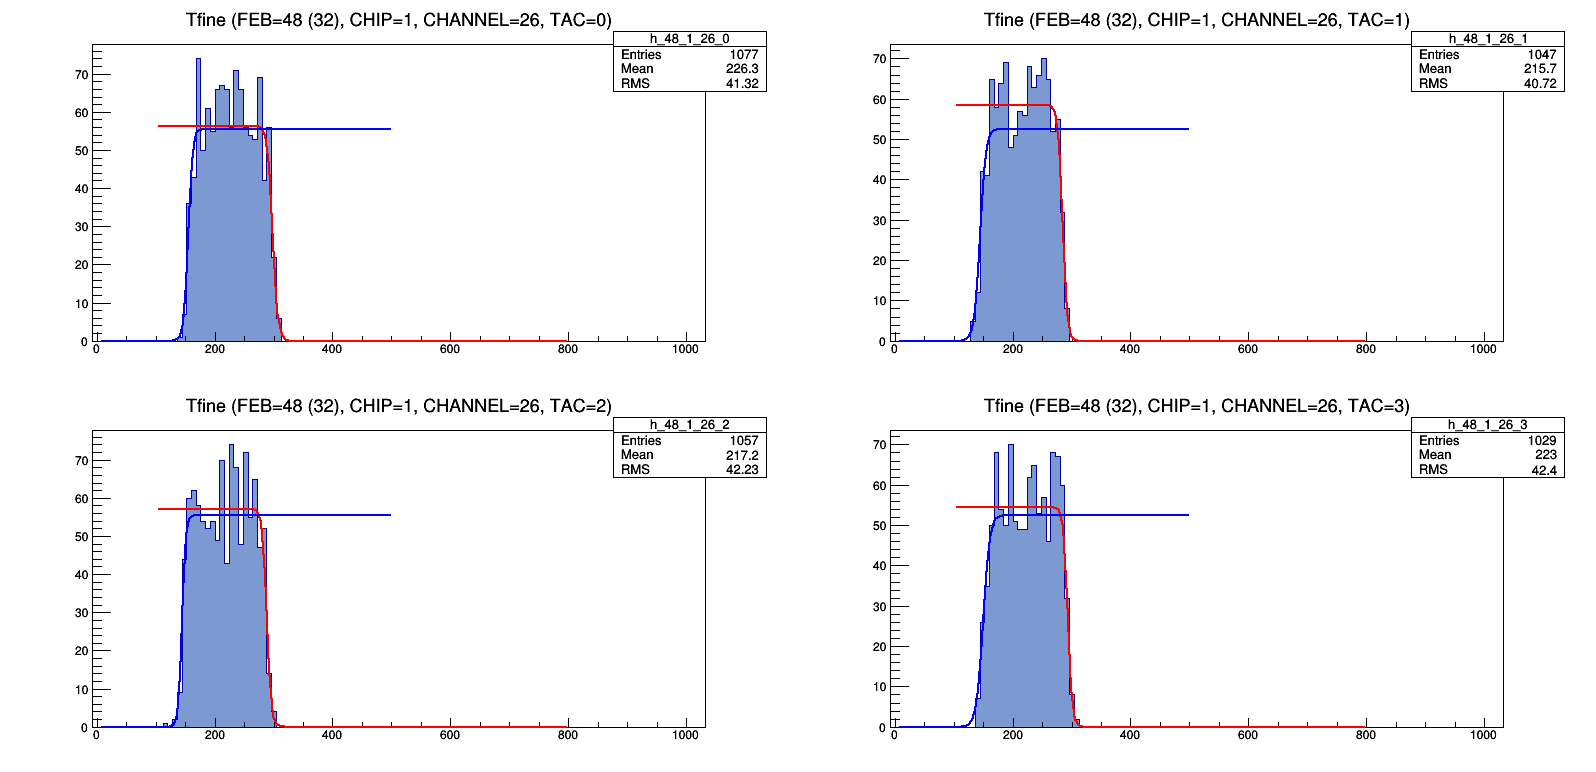 Tfine (FEB=48 (32), CHIP=1, CHANNEL=26, TAC=0)
h_48_1_26_0
Entries 1077
Mean 226.3
RMS 41.32
70
60
50
40
30
20
10
0
0 200 400 600 800 1000
Tfine (FEB=48 (32), CHIP=1, CHANNEL=26, TAC=1)
h_48_1_26_1
Entries 1047
Mean 215.7
RMS 40.72
70
60
50
40
30
20
10
0
0 200 400 600 800 1000
Tfine (FEB=48 (32), CHIP=1, CHANNEL=26, TAC=2)
h_48_1_26_2
Entries 1057
Mean 217.2
RMS 42.23
70
60
50
40
30
20
10
0
0 200 400 600 800 1000
Tfine (FEB=48 (32), CHIP=1, CHANNEL=26, TAC=3)
h_48_1_26_3
Entries 1029
Mean 223
RMS 42.4
70
60
50
40
30
20
10
0
0 200 400 600 800 1000